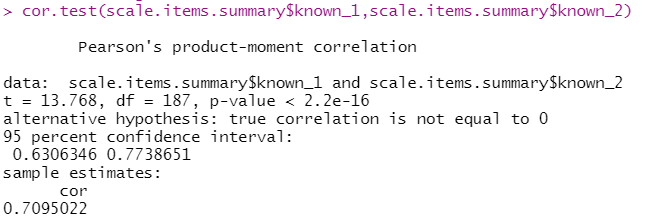 > cor.test(scale.items.summary$known_1,scale.items.summary$known_2)
Pearson's product-moment correlation
data:  scale.items.summary$known_1 and scale.items.summary$known_2
t = 13.768, df = 187, p-value < 2.2e-16
alternative hypothesis: true correlation is not equal to 0
95 percent confidence interval:
0.6306346 0.7738651
sample estimates:
cor
0.7095022